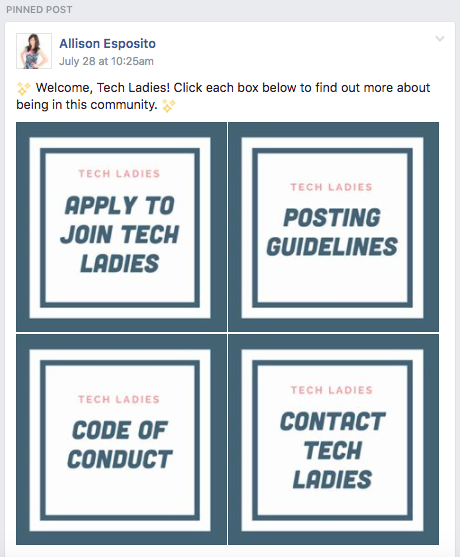 PINNED POST
Allison Esposito
July 28 at 10:25am
✨ Welcome, Tech Ladies! Click each box below to find out more about
being in this community. ✨
TECH LADIES
APPLY TO
JOIN TECH
LADIES
TECH LADIES
POSTING
GUIDELINES
TECH LADIES
CODE OF
CONDUCT
TECH LADIES
CONTACT
TECH
LADIES